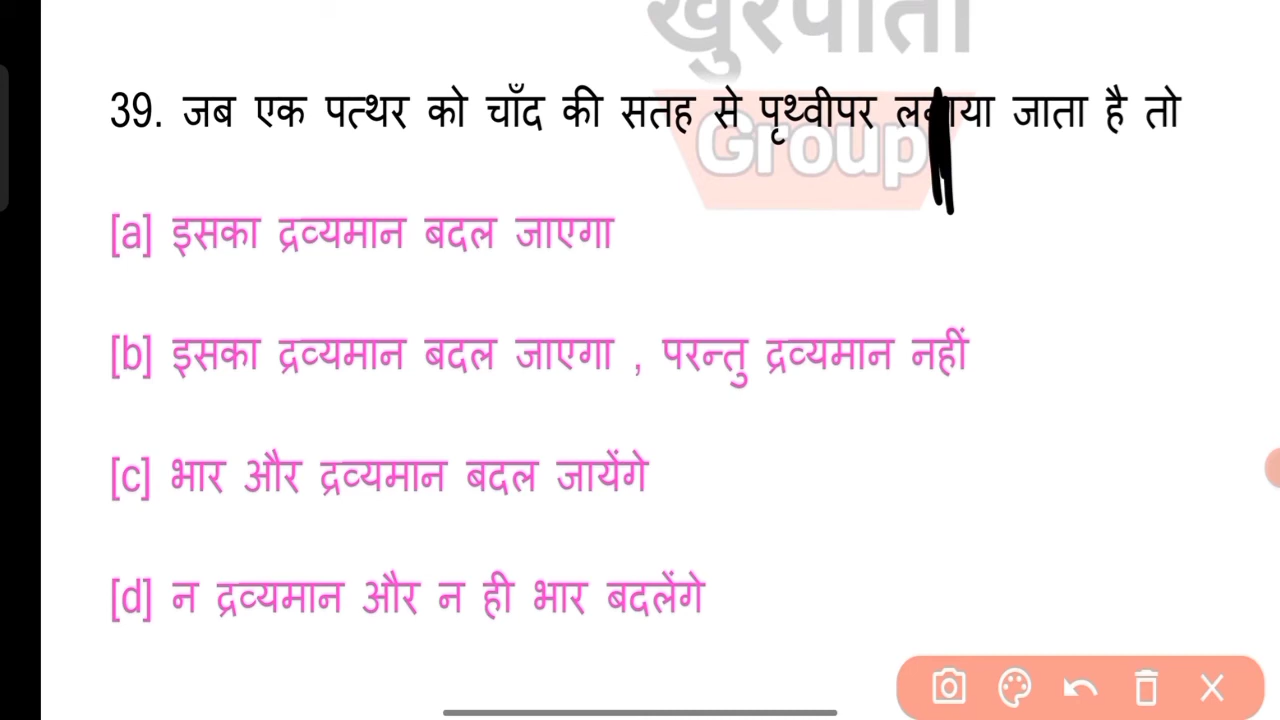 खुरपाती
Group
39. जब एक पत्थर को चाँद की सतह से पृथ्वीपर जाता है तो
[a] इसका द्रव्यमान बदल जाएगा
[b] इसका द्रव्यमान बदल जाएगा , परन्तु द्रव्यमान नहीं
[c] भार और द्रव्यमान बदल जायेंगे
[d] न द्रव्यमान और न ही भार बदलेंगे